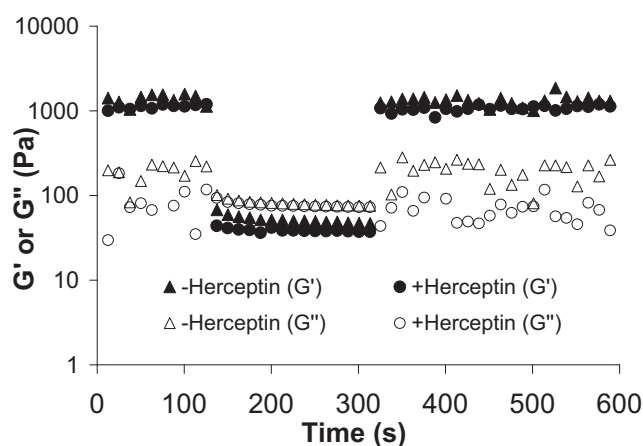 10000
1000
100
10
1
G' or G" (Pa)
▲ -Herceptin (G') ● +Herceptin (G')
△ -Herceptin (G") ○ +Herceptin (G")
0 100 200 300 400 500 600
Time (s)